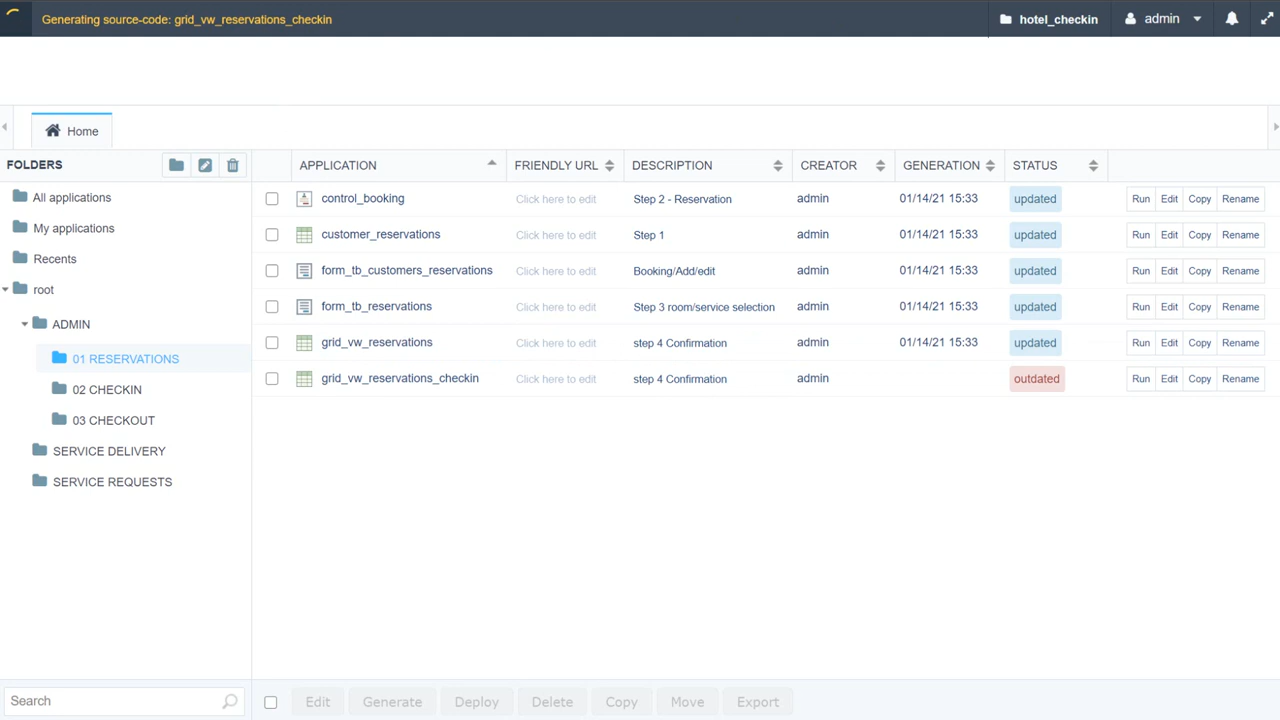 Generating source-code: grid_vw_reservations_checkin
hotel_checkin
admin
Home
FOLDERS
APPLICATION FRIENDLY URL DESCRIPTION CREATOR GENERATION STATUS
All applications
My applications
Recents
root
ADMIN
01 RESERVATIONS
02 CHECKIN
03 CHECKOUT
SERVICE DELIVERY
SERVICE REQUESTS
control_booking Click here to edit Step 2 - Reservation admin 01/14/21 15:33 updated Run Edit Copy Rename
customer_reservations Click here to edit Step 1 admin 01/14/21 15:33 updated Run Edit Copy Rename
form_tb_customers_reservations Click here to edit Booking/Add/edit admin 01/14/21 15:33 updated Run Edit Copy Rename
form_tb_reservations Click here to edit Step 3 room/service selection admin 01/14/21 15:33 updated Run Edit Copy Rename
grid_vw_reservations Click here to edit step 4 Confirmation admin 01/14/21 15:33 updated Run Edit Copy Rename
grid_vw_reservations_checkin Click here to edit step 4 Confirmation admin outdated Run Edit Copy Rename
Search
Edit Generate Deploy Delete Copy Move Export